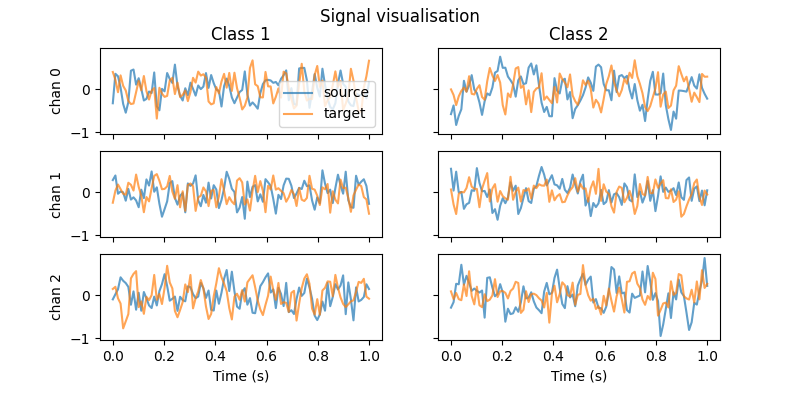 Signal visualisation
Class 1
Class 2
chan 0
0
−1
source
target
chan 1
0
−1
chan 2
0
−1
0.0 0.2 0.4 0.6 0.8 1.0
0.0 0.2 0.4 0.6 0.8 1.0
Time (s)
Time (s)